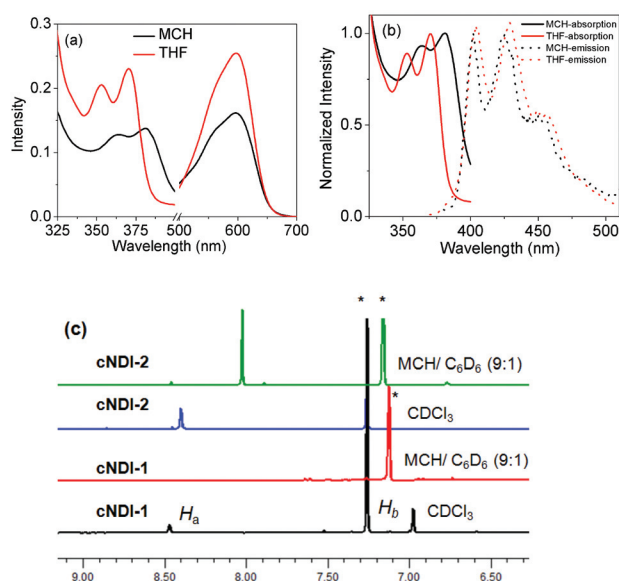 (a)
MCH
THF
Intensity
0.3
0.2
0.1
0.0
325
350
375
500
600
700
Wavelength (nm)
(b)
MCH-absorption
THF-absorption
MCH-emission
THF-emission
Normalized Intensity
1.0
0.5
0.0
350
400
450
500
Wavelength (nm)
(c)
* *
cNDI-2
MCH/ C6D6 (9:1)
cNDI-2
CDCl3
*
cNDI-1
MCH/ C6D6 (9:1)
cNDI-1
Ha
Hb
CDCl3
9.00
8.50
8.00
7.50
7.00
6.50